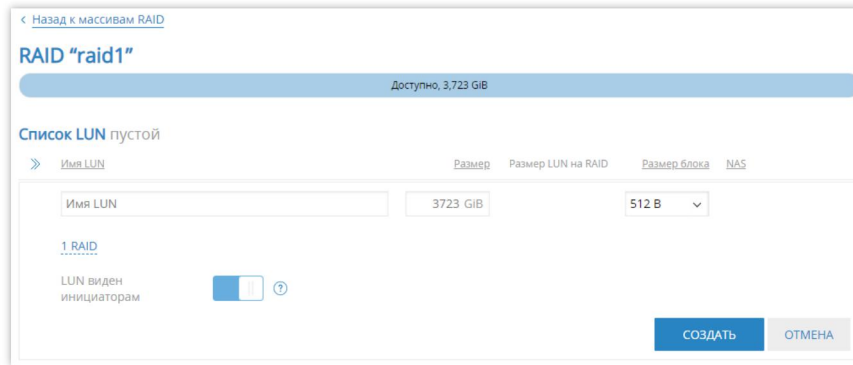 ‹ Назад к массивам RAID
RAID “raid1”
Доступно, 3,723 GiB
Список LUN пустой
Имя LUN Размер Размер LUN на RAID Размер блока NAS
Имя LUN 3723 GiB 512 B
1 RAID
LUN виден
инициаторам ?
СОЗДАТЬ ОТМЕНА